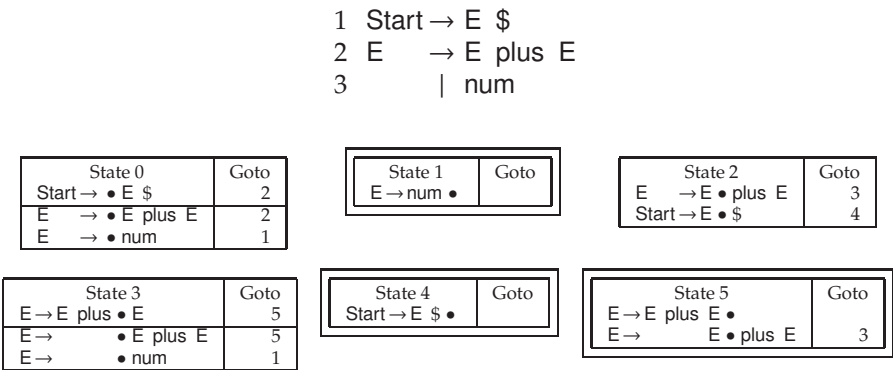 1 Start → E $
2 E → E plus E
3 | num
State 0 Goto
Start → • E $ 2
E → • E plus E 2
E → • num 1
State 1 Goto
E → num •
State 2 Goto
E → E • plus E 3
Start → E • $ 4
State 3 Goto
E → E plus • E 5
E → • E plus E 5
E → • num 1
State 4 Goto
Start → E $ •
State 5 Goto
E → E plus E •
E → E • plus E 3